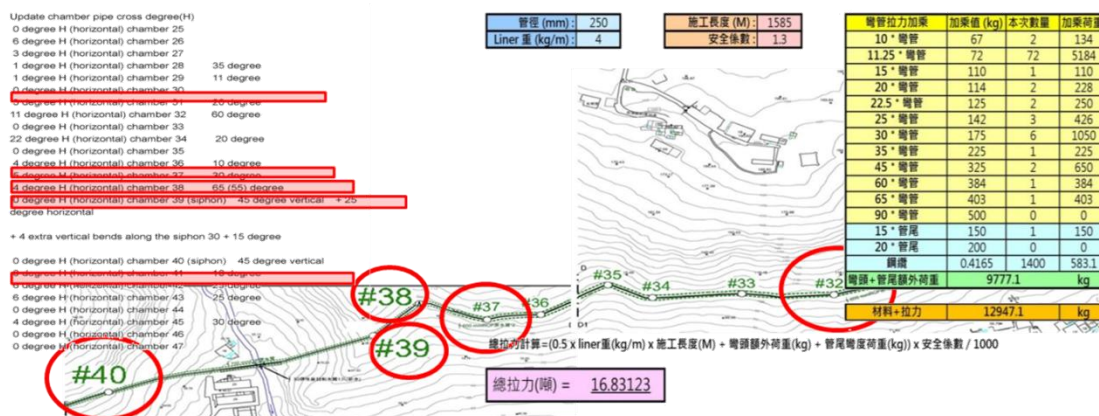 Update chamber pipe cross degree(H)
0 degree H (horizontal) chamber 25
6 degree H (horizontal) chamber 26
3 degree H (horizontal) chamber 27
1 degree H (horizontal) chamber 28 35 degree
1 degree H (horizontal) chamber 29 11 degree
0 degree H (horizontal) chamber 30
degree H (horizontal) chamber 31 20 degree
11 degree H (horizontal) chamber 32 60 degree
0 degree H (horizontal) chamber 33
22 degree H (horizontal) chamber 34 20 degree
0 degree H (horizontal) chamber 35
4 degree H (horizontal) chamber 36 10 degree
degree H (horizontal) chamber 37 30 degree
4 degree H (horizontal) chamber 38 65 (55) degree
0 degree H (horizontal) chamber 39 (siphon) 45 degree vertical + 25
degree horizontal
+ 4 extra vertical bends along the siphon 30 + 15 degree
0 degree H (horizontal) chamber 40 (siphon) 45 degree vertical
degree H (horizontal) chamber 41 degree
degree H (horizontal) chamber 42 degree
6 degree H (horizontal) chamber 43 25 degree
0 degree H (horizontal) chamber 44
4 degree H (horizontal) chamber 45 30 degree
0 degree H (horizontal) chamber 46
0 degree H (horizontal) chamber 47
管徑 (mm): 250
Liner 重 (kg/m): 4
施工長度 (M): 1585
安全係數: 1.3
彎管拉力加乘 加乘值 (kg) 本次數量 加乘荷重
10 ° 彎管 67 2 134
11.25 ° 彎管 72 72 5184
15 ° 彎管 110 1 110
20 ° 彎管 114 2 228
22.5 ° 彎管 125 2 250
25 ° 彎管 142 3 426
30 ° 彎管 175 6 1050
35 ° 彎管 225 1 225
45 ° 彎管 325 2 650
60 ° 彎管 384 1 384
65 ° 彎管 403 1 403
90 ° 彎管 500 0 0
15 ° 管尾 150 1 150
20 ° 管尾 200 0 0
鋼纜 0.4165 1400 583.1
彎頭+管尾額外荷重 9777.1 kg
材料+拉力 12947.1 kg
#40
#38
#39
#37
#36
#35
#34
#33
#32
總拉力計算=(0.5 x liner重(kg/m) x 施工長度(M) + 彎頭額外荷重(kg) + 管尾彎度荷重(kg)) x 安全係數 / 1000
總拉力(噸) = 16.83123